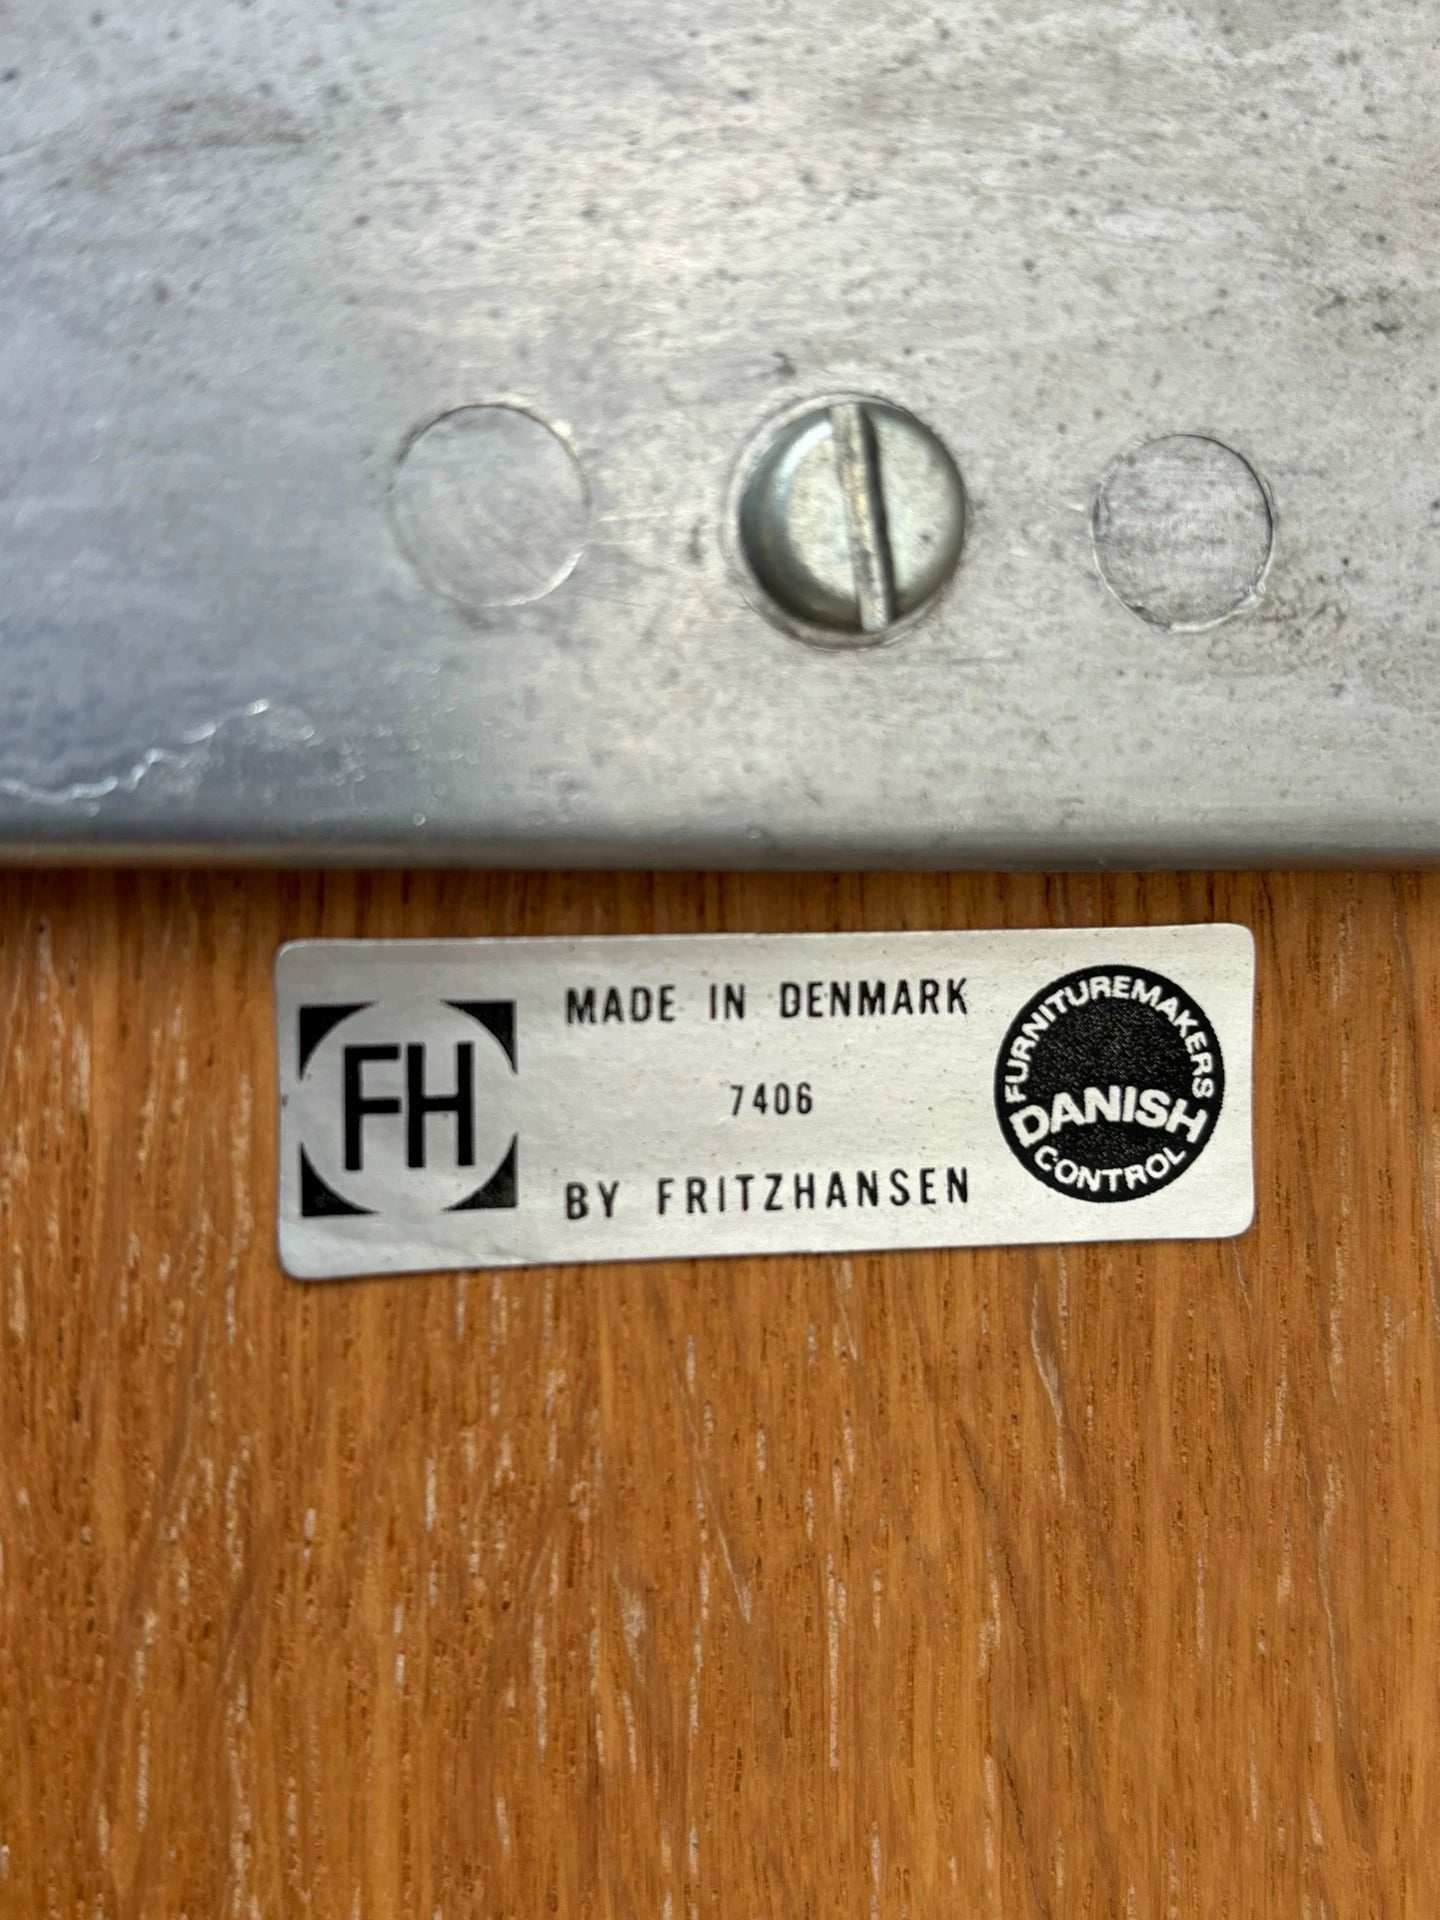 FH
MADE IN DENMARK
7406
BY FRITZHANSEN
FURNITUREMAKERS
DANISH
CONTROL